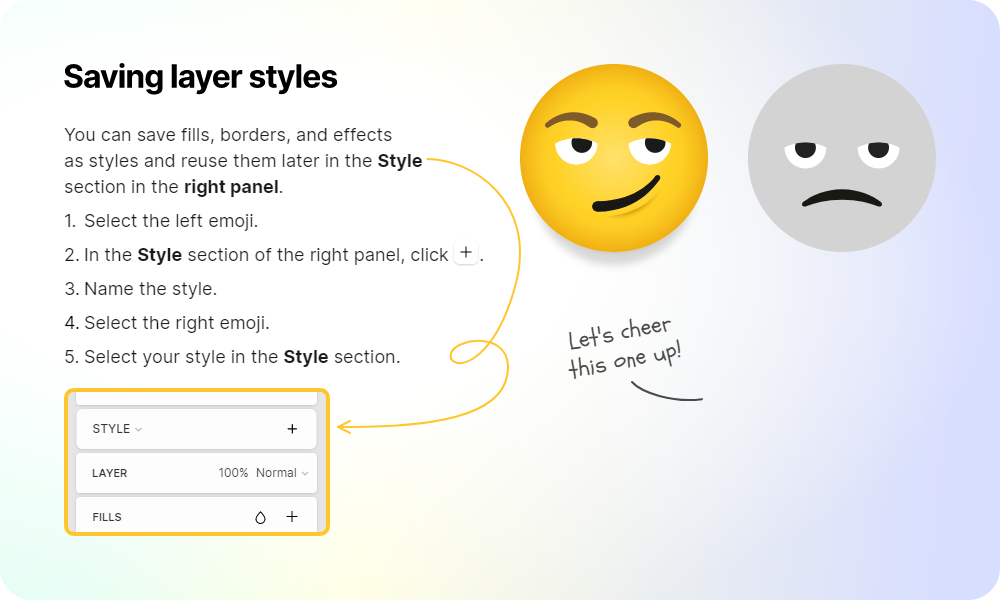 Saving layer styles
You can save fills, borders, and effects
as styles and reuse them later in the Style
section in the right panel.
1. Select the left emoji.
2. In the Style section of the right panel, click + .
3. Name the style.
4. Select the right emoji.
5. Select your style in the Style section.
STYLE +
LAYER 100% Normal
FILLS +
Let's cheer
this one up!